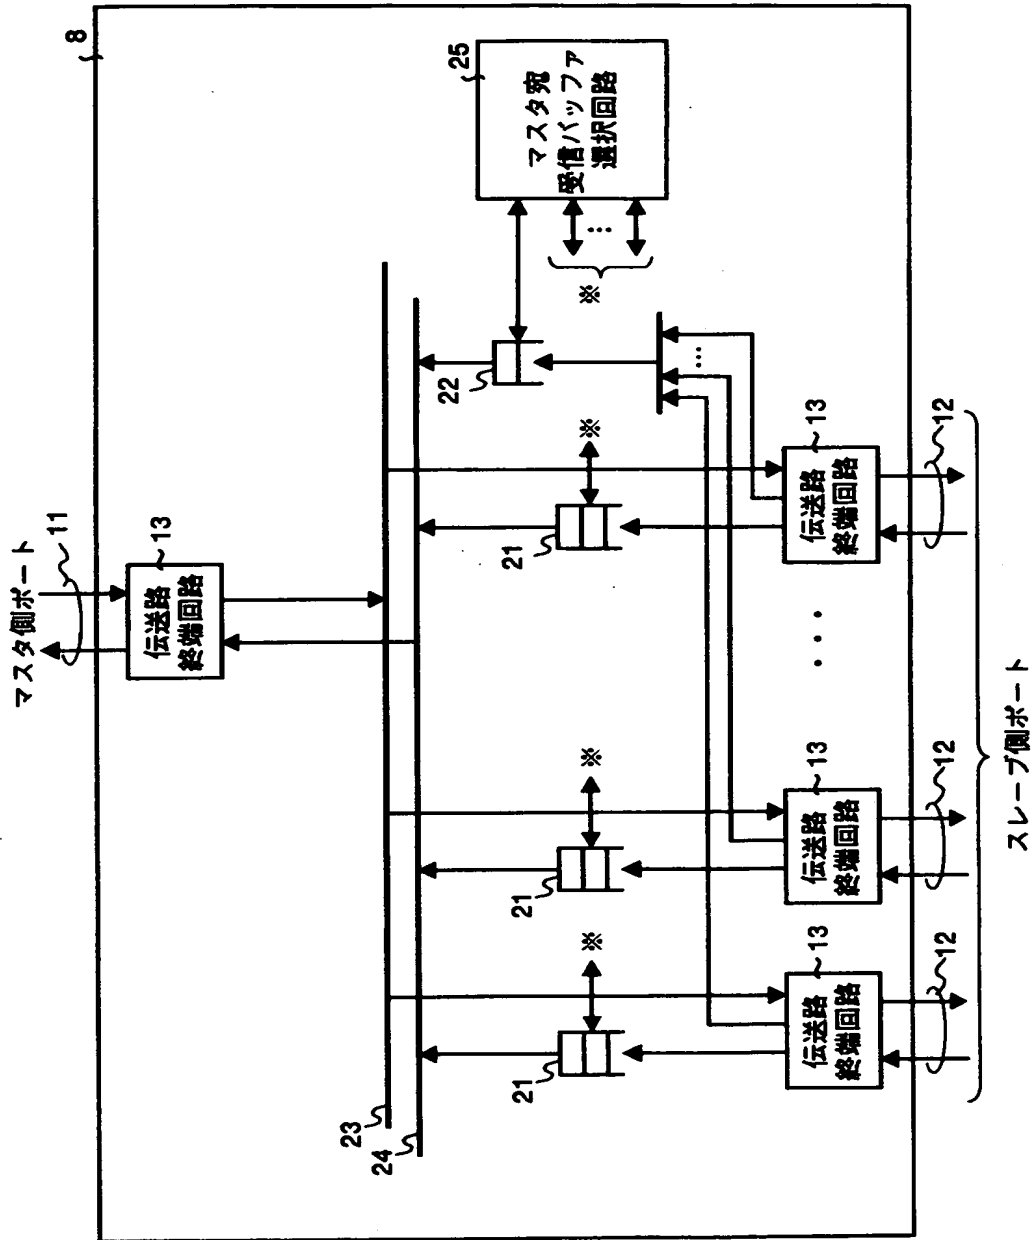 8
マスタ側ポート
11
13
伝送路
終端回路
25
マスタ宛
受信バッファ
選択回路
※
…
23
24
22
…
21
※
21
※
21
※
13
伝送路
終端回路
12
13
伝送路
終端回路
12
・・・
13
伝送路
終端回路
12
スレーブ側ポート